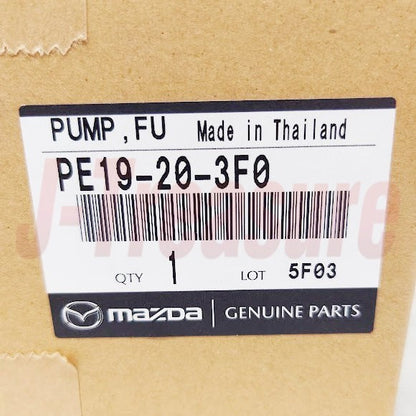 PUMP , FU Made in Thailand
PE19-20-3F0
J-Treasure
QTY 1 LOT 5F03
mazda | GENUINE PARTS